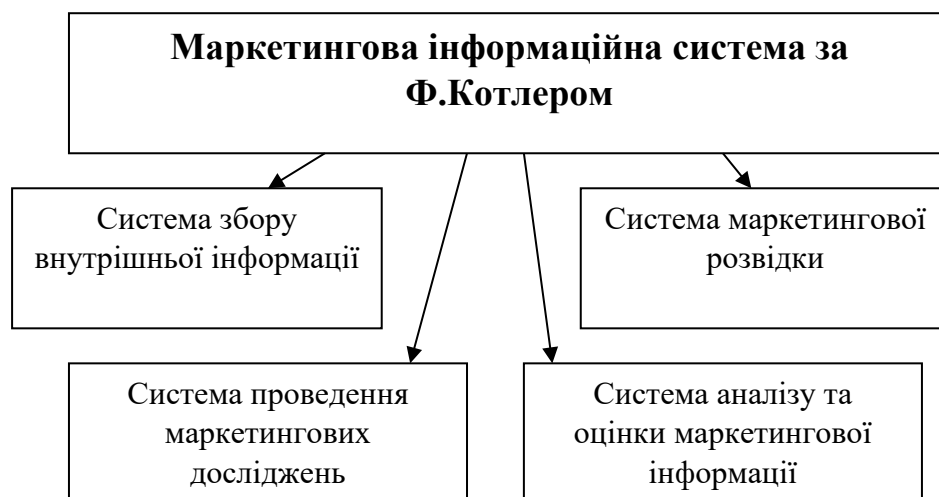 Маркетингова інформаційна система за
Ф.Котлером
Система збору
внутрішньої інформації
Система маркетингової
розвідки
Система проведення
маркетингових
досліджень
Система аналізу та
оцінки маркетингової
інформації